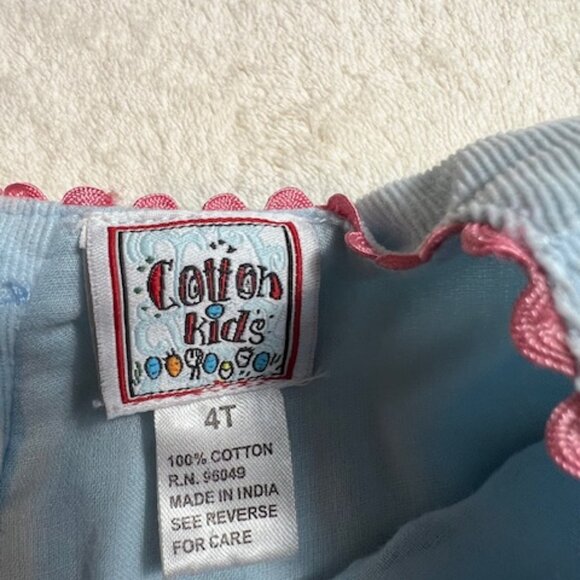 Cotton
kids
4T
100% COTTON
R.N. 96049
MADE IN INDIA
SEE REVERSE
FOR CARE